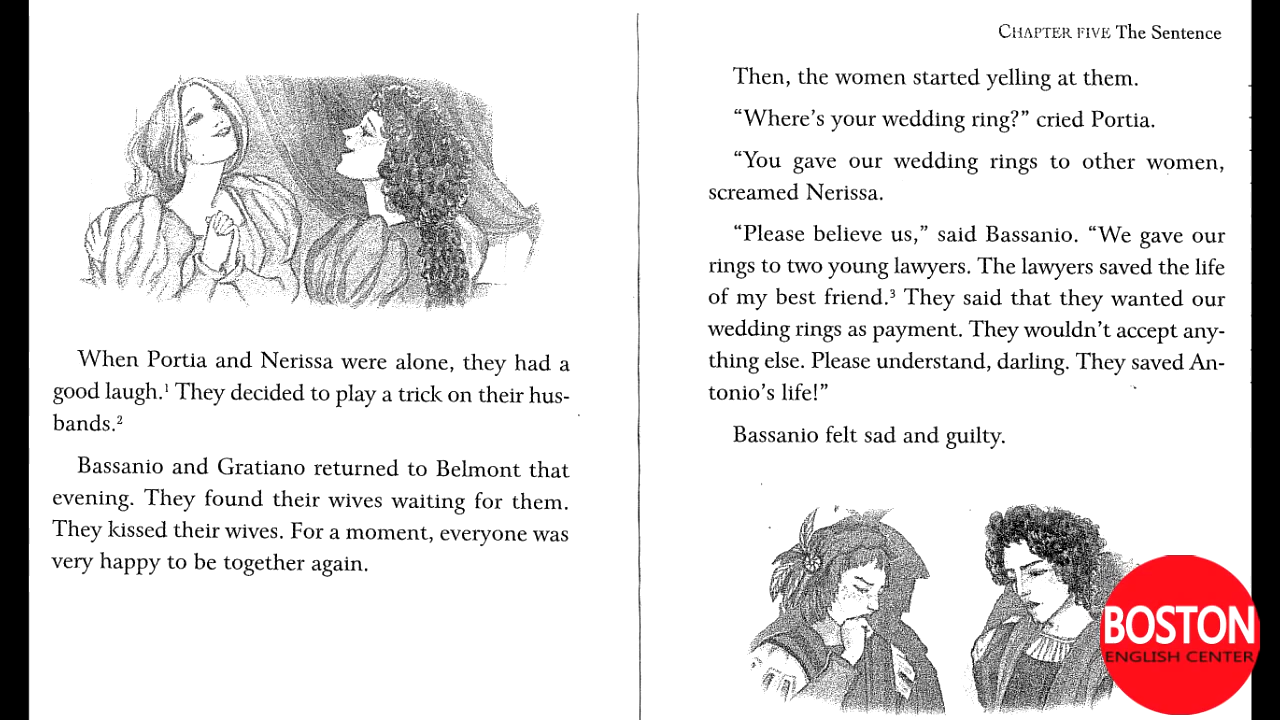 When Portia and Nerissa were alone, they had a
good laugh.¹ They decided to play a trick on their hus-
bands.²
Bassanio and Gratiano returned to Belmont that
evening. They found their wives waiting for them.
They kissed their wives. For a moment, everyone was
very happy to be together again.
CHAPTER FIVE The Sentence
Then, the women started yelling at them.
“Where’s your wedding ring?” cried Portia.
“You gave our wedding rings to other women,
screamed Nerissa.
“Please believe us,” said Bassanio. “We gave our
rings to two young lawyers. The lawyers saved the life
of my best friend.³ They said that they wanted our
wedding rings as payment. They wouldn’t accept any-
thing else. Please understand, darling. They saved An-
tonio’s life!”
Bassanio felt sad and guilty.
BOSTON
ENGLISH CENTER